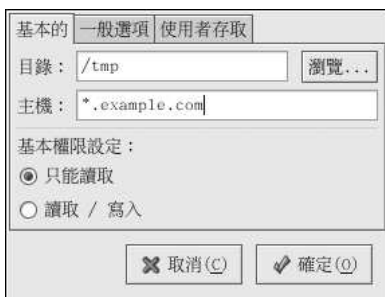 基本的 一般選項 使用者存取
目錄： /tmp 瀏覽...
主機： *.example.com
基本權限設定：
只能讀取
讀取 / 寫入
取消(C) 確定(O)